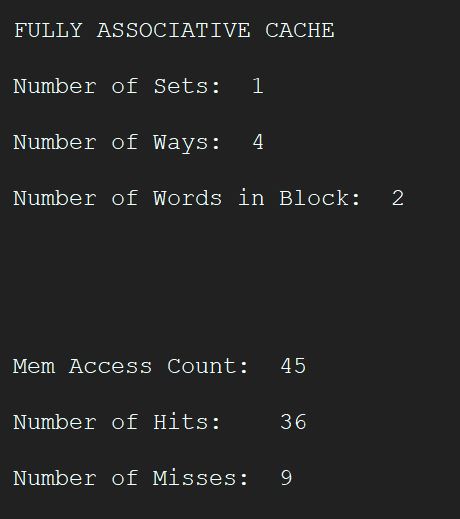 FULLY ASSOCIATIVE CACHE
Number of Sets:  1
Number of Ways:  4
Number of Words in Block:  2
Mem Access Count:  45
Number of Hits:    36
Number of Misses:  9